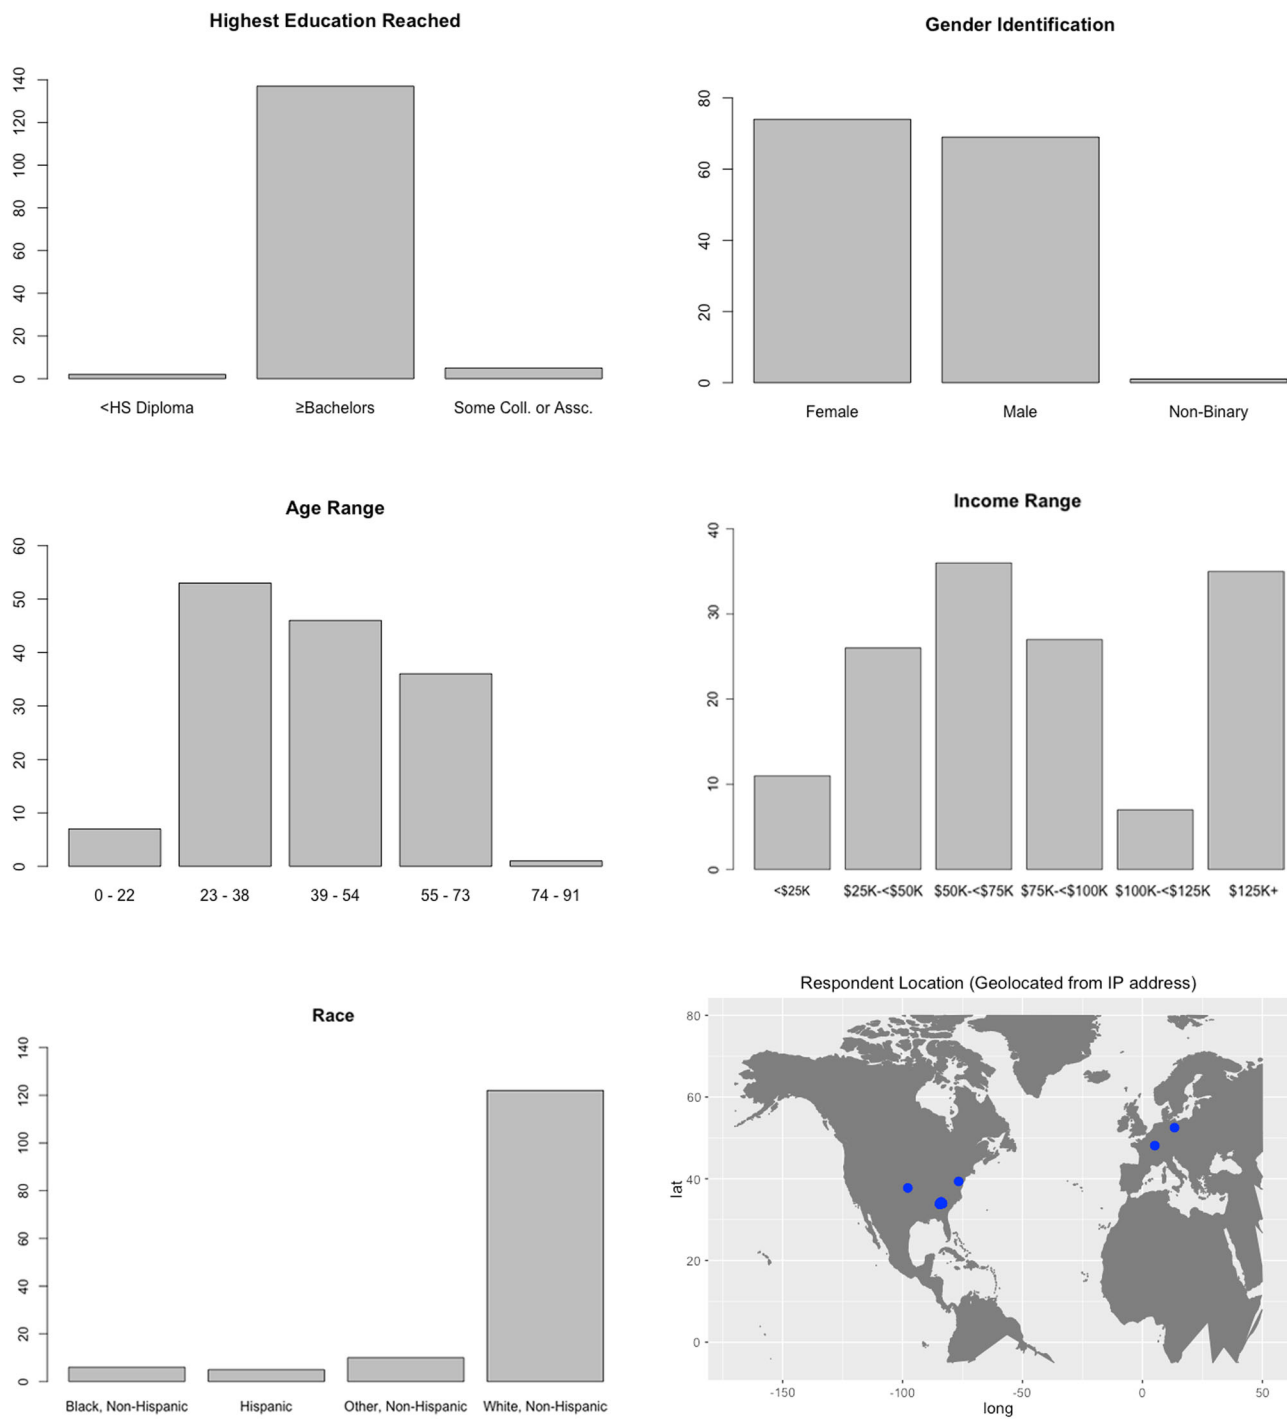 Highest Education Reached
140
120
100
80
60
40
20
0
<HS Diploma ≥Bachelors Some Coll. or Assc.
Gender Identification
80
60
40
20
0
Female Male Non-Binary
Age Range
60
50
40
30
20
10
0
0 - 22 23 - 38 39 - 54 55 - 73 74 - 91
Income Range
40
30
20
10
0
<$25K $25K-<$50K $50K-<$75K $75K-<$100K $100K-<$125K $125K+
Race
140
120
100
80
60
40
20
0
Black, Non-Hispanic Hispanic Other, Non-Hispanic White, Non-Hispanic
Respondent Location (Geolocated from IP address)
80
60
40
20
0
lat
-150 -100 -50 0 50
long